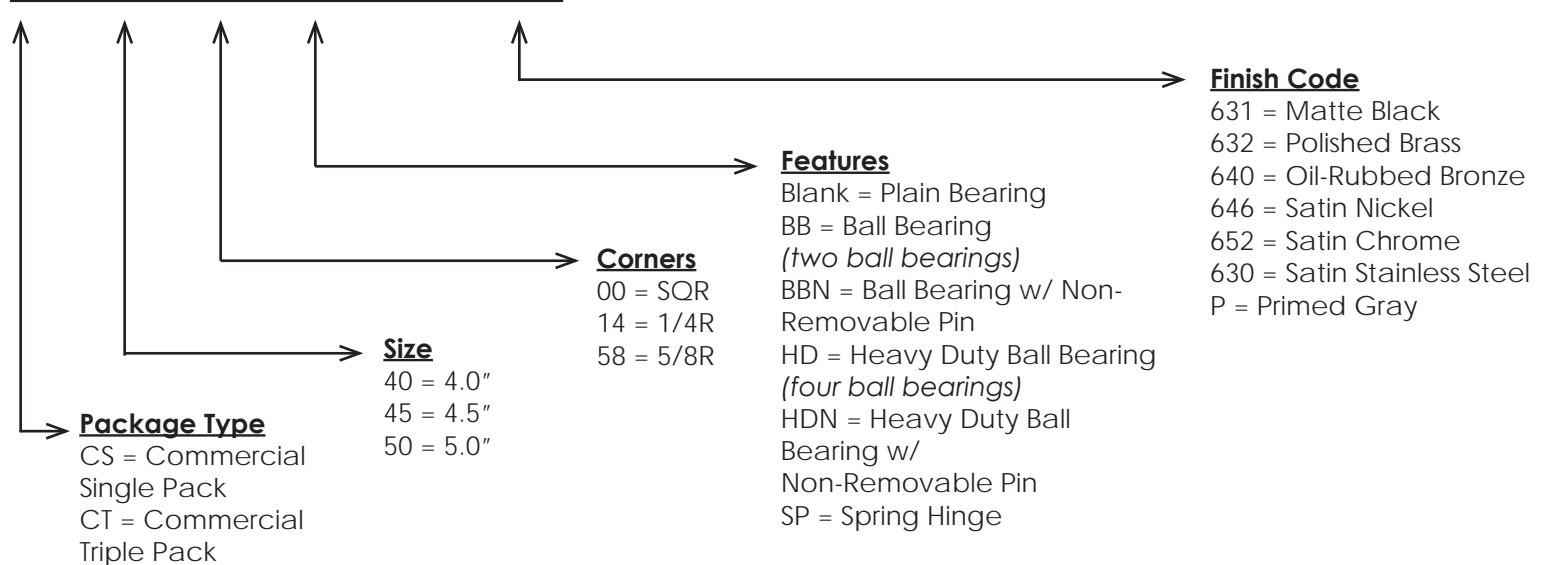 Finish Code
631 = Matte Black
632 = Polished Brass
640 = Oil-Rubbed Bronze
646 = Satin Nickel
652 = Satin Chrome
630 = Satin Stainless Steel
P = Primed Gray
Features
Blank = Plain Bearing
BB = Ball Bearing
(two ball bearings)
BBN = Ball Bearing w/ Non-
Removable Pin
HD = Heavy Duty Ball Bearing
(four ball bearings)
HDN = Heavy Duty Ball
Bearing w/
Non-Removable Pin
SP = Spring Hinge
Corners
00 = SQR
14 = 1/4R
58 = 5/8R
Size
40 = 4.0"
45 = 4.5"
50 = 5.0"
Package Type
CS = Commercial
Single Pack
CT = Commercial
Triple Pack